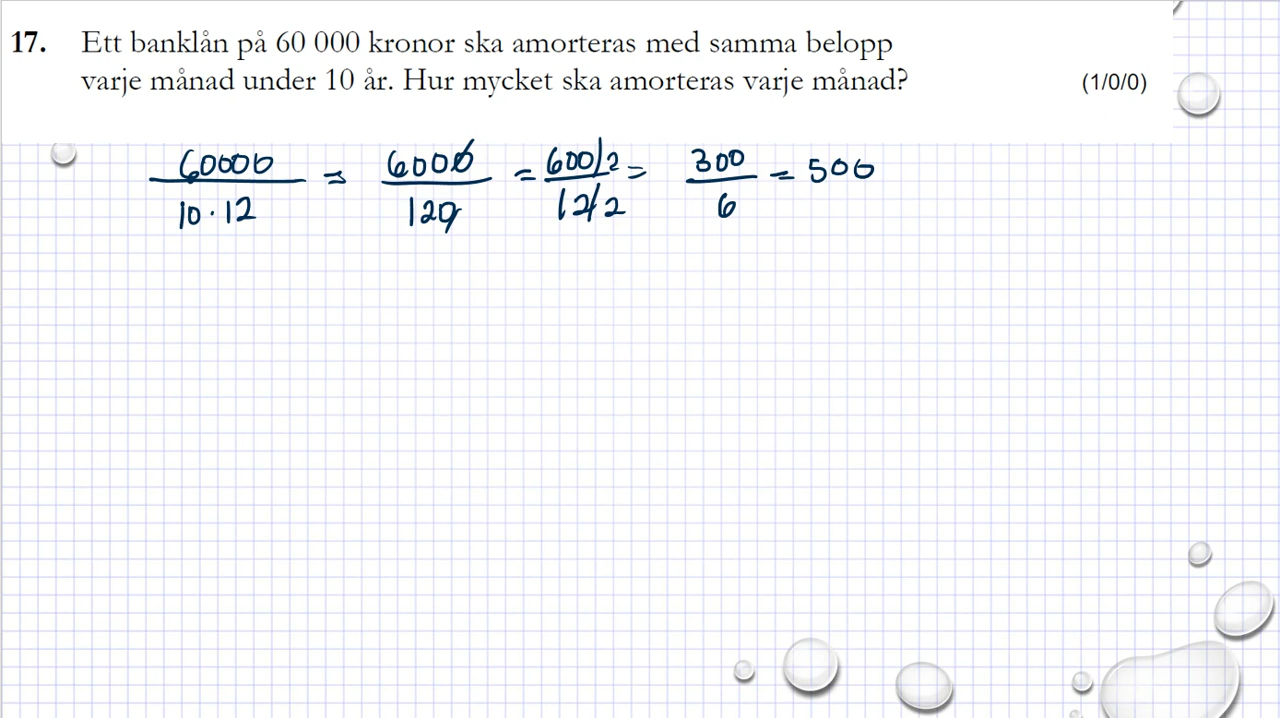 17. Ett banklån på 60 000 kronor ska amorteras med samma belopp
varje månad under 10 år. Hur mycket ska amorteras varje månad? (1/0/0)
60000 / 10 · 12 = 6000 / 120 = 600/2 / 12/2 = 300 / 6 = 500